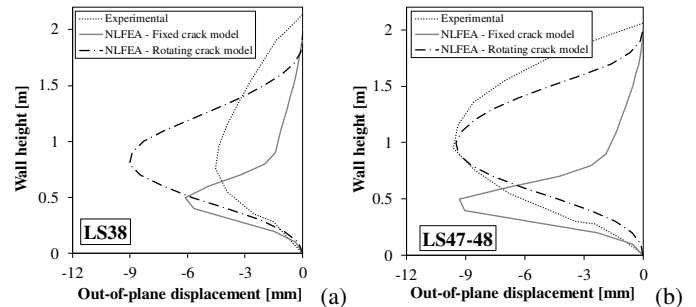 Experimental
NLFEA - Fixed crack model
NLFEA - Rotating crack model
Wall height [m]
2
1.5
1
0.5
0
LS38
-12 -9 -6 -3 0
Out-of-plane displacement [mm]
(a)
Experimental
NLFEA - Fixed crack model
NLFEA - Rotating crack model
Wall height [m]
2
1.5
1
0.5
0
LS47-48
-12 -9 -6 -3 0
Out-of-plane displacement [mm]
(b)